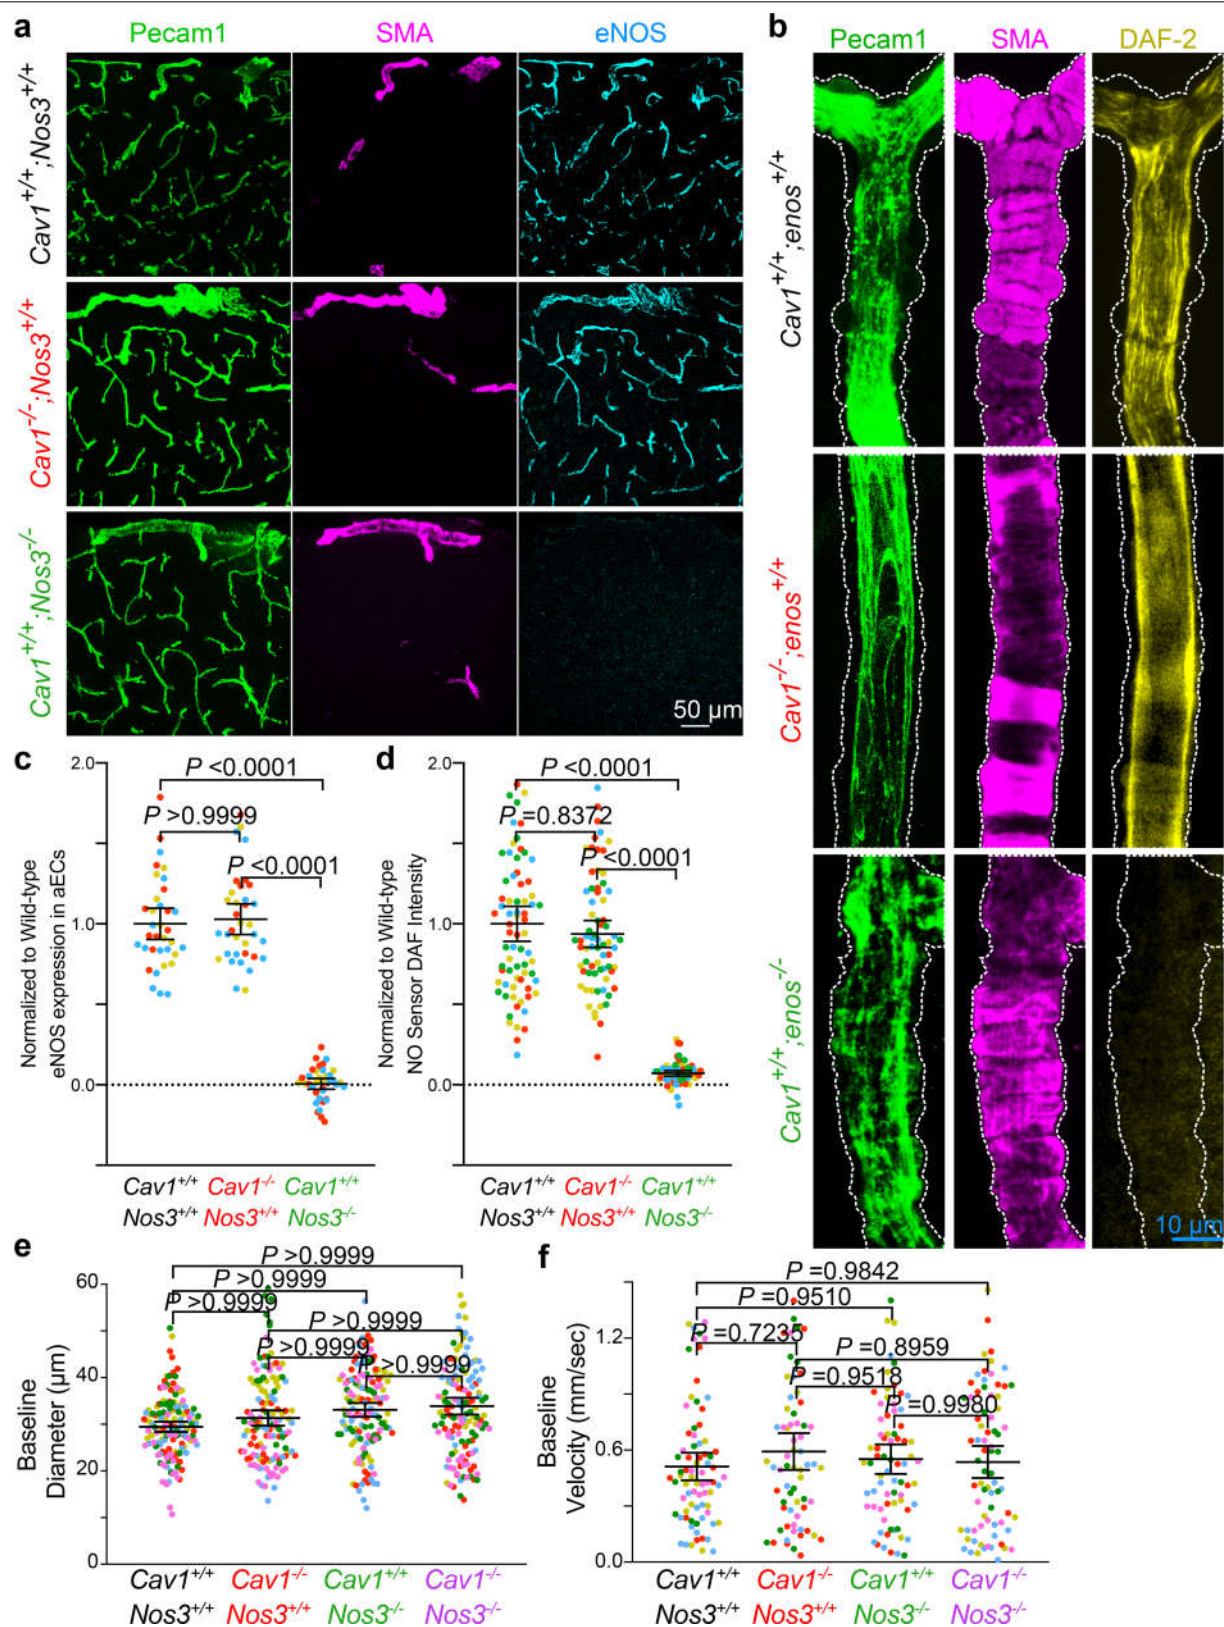 a
Pecam1 SMA eNOS
Cav1+/+;Nos3+/+
Cav1-/-;Nos3+/+
Cav1+/+;Nos3-/-
50 µm
b
Pecam1 SMA DAF-2
Cav1+/+;enos+/+
Cav1-/-;enos+/+
Cav1+/+;enos-/-
10 µm
c
Normalized to Wild-type
eNOS expression in aECs
2.0
1.0
0.0
P <0.0001
P >0.9999
P <0.0001
Cav1+/+ Cav1-/- Cav1+/+
Nos3+/+ Nos3+/+ Nos3-/-
d
Normalized to Wild-type
NO Sensor DAF Intensity
2.0
1.0
0.0
P <0.0001
P =0.8372
P <0.0001
Cav1+/+ Cav1-/- Cav1+/+
Nos3+/+ Nos3+/+ Nos3-/-
e
Baseline
Diameter (µm)
60
40
20
0
P >0.9999
P >0.9999
P >0.9999
P >0.9999
P >0.9999
P >0.9999
Cav1+/+ Cav1-/- Cav1+/+ Cav1-/-
Nos3+/+ Nos3+/+ Nos3-/- Nos3-/-
f
Baseline
Velocity (mm/sec)
1.2
0.6
0.0
P =0.9842
P =0.9510
P =0.7235
P =0.8959
P =0.9518
P =0.9980
Cav1+/+ Cav1-/- Cav1+/+ Cav1-/-
Nos3+/+ Nos3+/+ Nos3-/- Nos3-/-